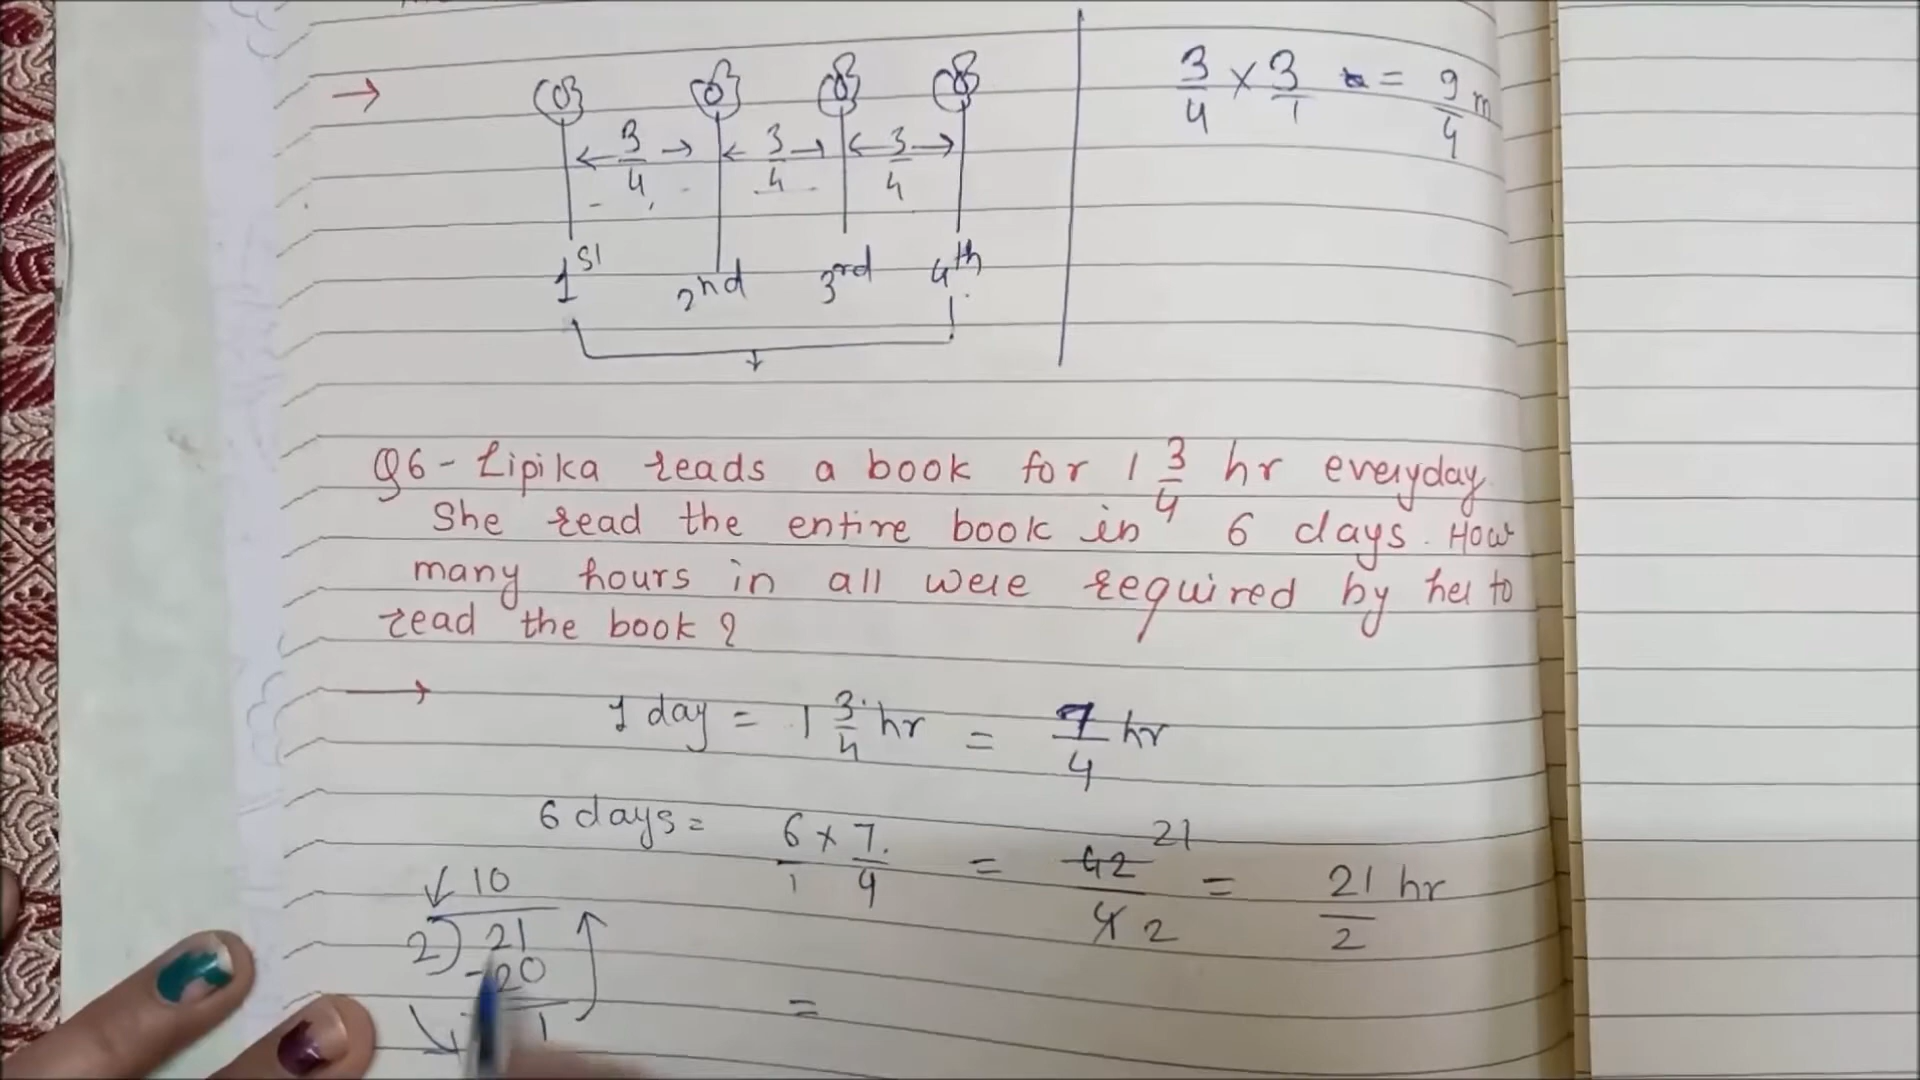 3/4 × 3/1 = 9/4 m
3/4 3/4 3/4
1st 2nd 3rd 4th
Q6 - Lipika reads a book for 1 3/4 hr everyday
She read the entire book in 6 days. How
many hours in all were required by her to
read the book?
1 day = 1 3/4 hr = 7/4 hr
6 days = 6/1 × 7/4 = 42/4 21 2 = 21/2 hr
10
2) 21
-20
1
=